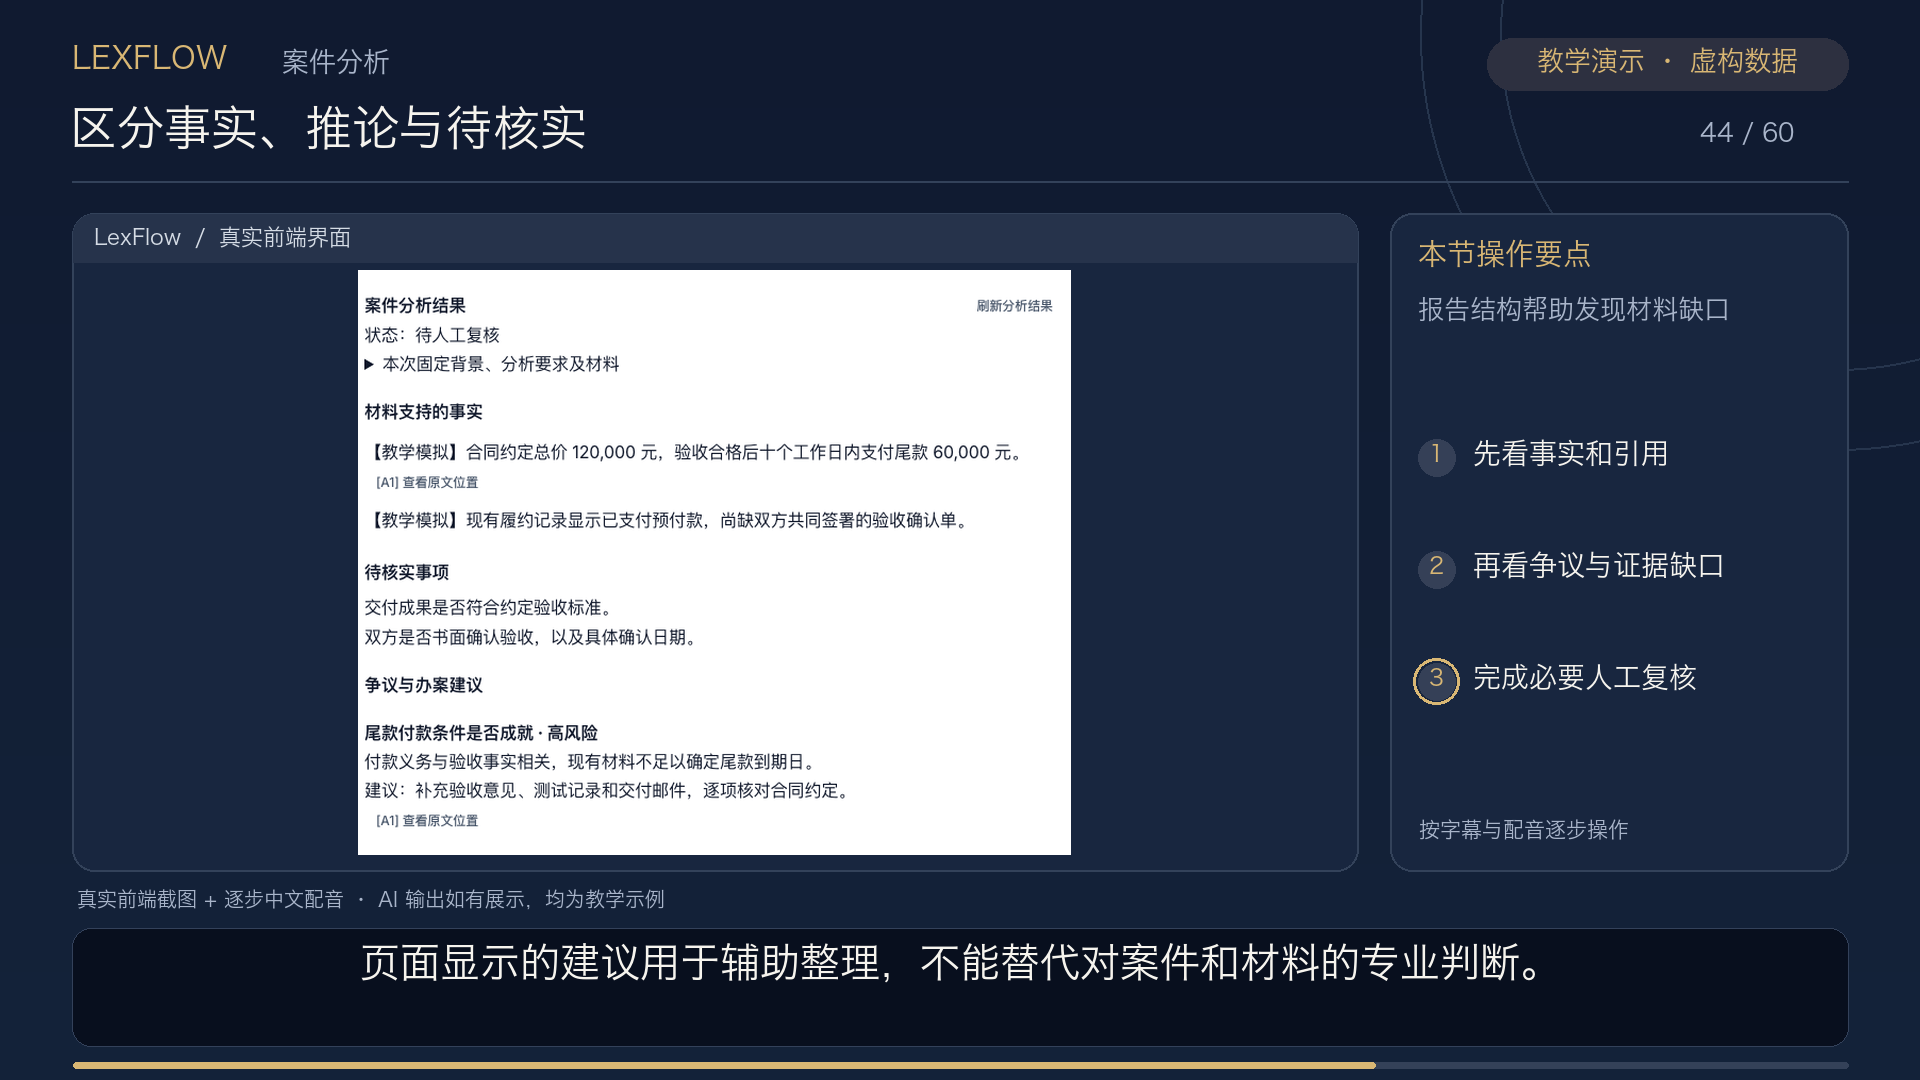 LEXFLOW 案件分析
教学演示 · 虚构数据
区分事实、推论与待核实
44 / 60
LexFlow / 真实前端界面
案件分析结果
刷新分析结果
状态：待人工复核
▶ 本次固定背景、分析要求及材料
材料支持的事实
【教学模拟】合同约定总价 120,000 元，验收合格后十个工作日内支付尾款 60,000 元。
[A1] 查看原文位置
【教学模拟】现有履约记录显示已支付预付款，尚缺双方共同签署的验收确认单。
待核实事项
交付成果是否符合约定验收标准。
双方是否书面确认验收，以及具体确认日期。
争议与办案建议
尾款付款条件是否成就 · 高风险
付款义务与验收事实相关，现有材料不足以确定尾款到期日。
建议：补充验收意见、测试记录和交付邮件，逐项核对合同约定。
[A1] 查看原文位置
本节操作要点
报告结构帮助发现材料缺口
1 先看事实和引用
2 再看争议与证据缺口
3 完成必要人工复核
按字幕与配音逐步操作
真实前端截图 + 逐步中文配音 · AI 输出如有展示，均为教学示例
页面显示的建议用于辅助整理，不能替代对案件和材料的专业判断。